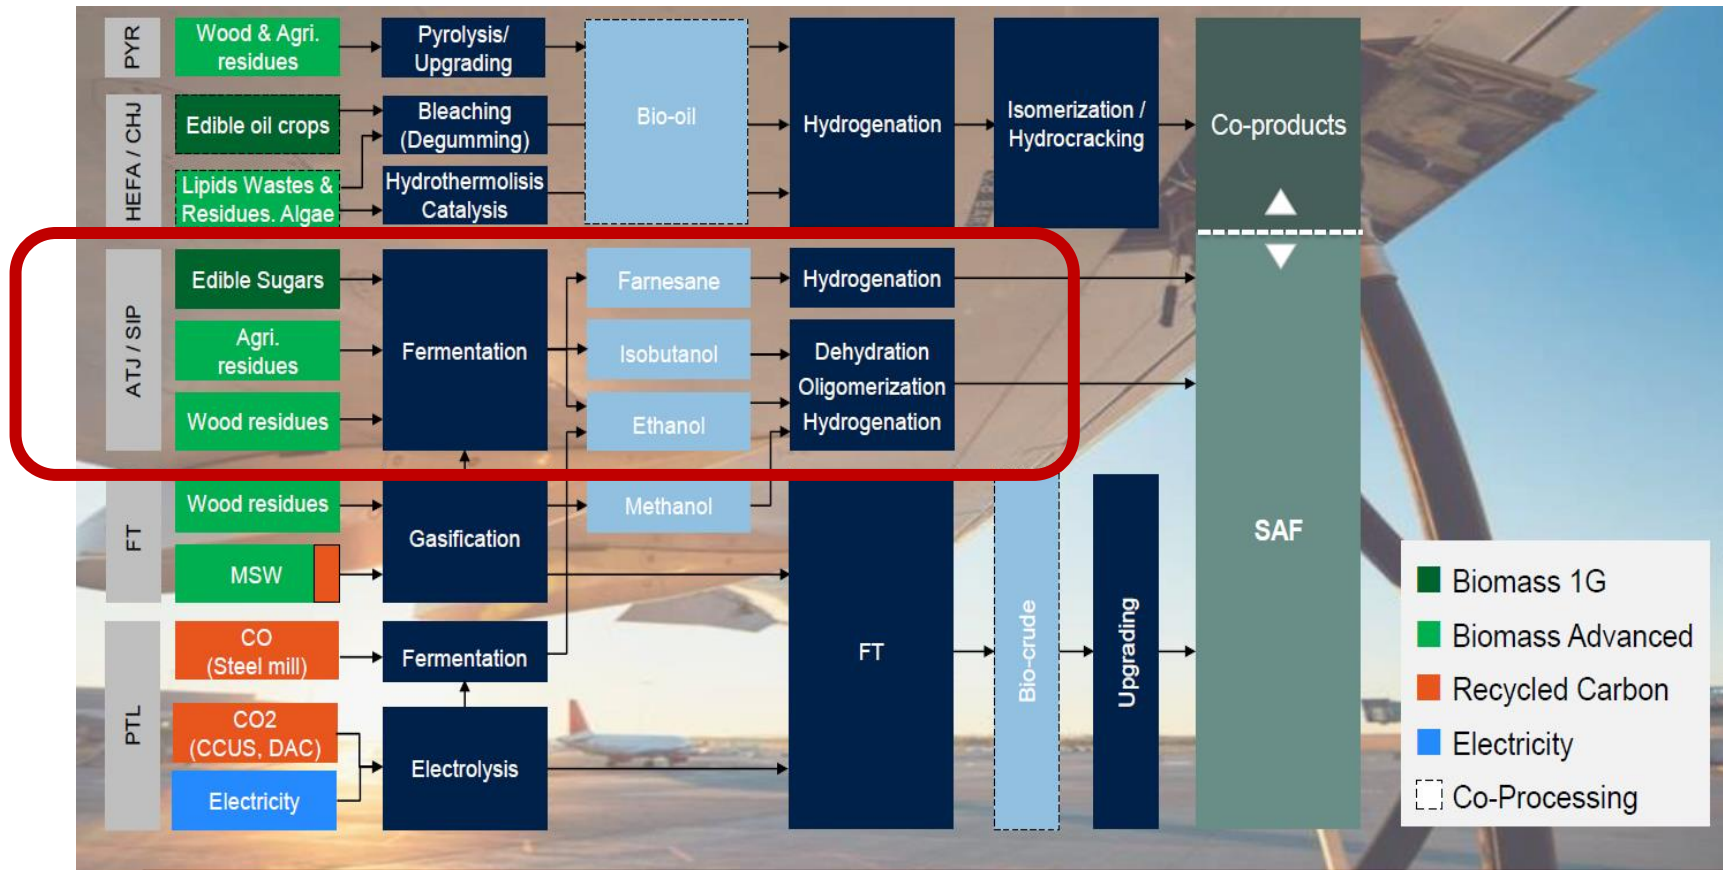 PYR
Wood & Agri.
residues
Pyrolysis/
Upgrading
HEFA / CHJ
Edible oil crops
Bleaching
(Degumming)
Lipids Wastes &
Residues. Algae
Hydrothermolisis
Catalysis
Bio-oil
Hydrogenation
Isomerization /
Hydrocracking
Co-products
ATJ / SIP
Edible Sugars
Agri.
residues
Wood residues
Fermentation
Farnesane
Isobutanol
Ethanol
Hydrogenation
Dehydration
Oligomerization
Hydrogenation
FT
Wood residues
MSW
Gasification
Methanol
PTL
CO
(Steel mill)
Fermentation
CO2
(CCUS, DAC)
Electricity
Electrolysis
FT
Bio-crude
Upgrading
SAF
Biomass 1G
Biomass Advanced
Recycled Carbon
Electricity
Co-Processing